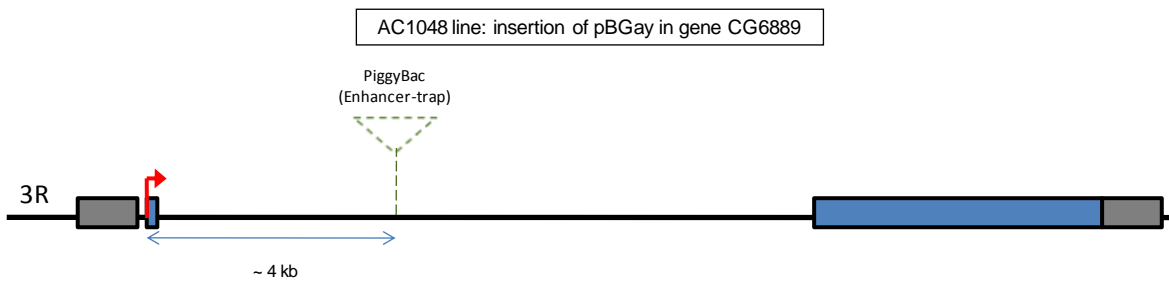 AC1048 line: insertion of pBGay in gene CG6889
PiggyBac
(Enhancer-trap)
3R
~ 4 kb